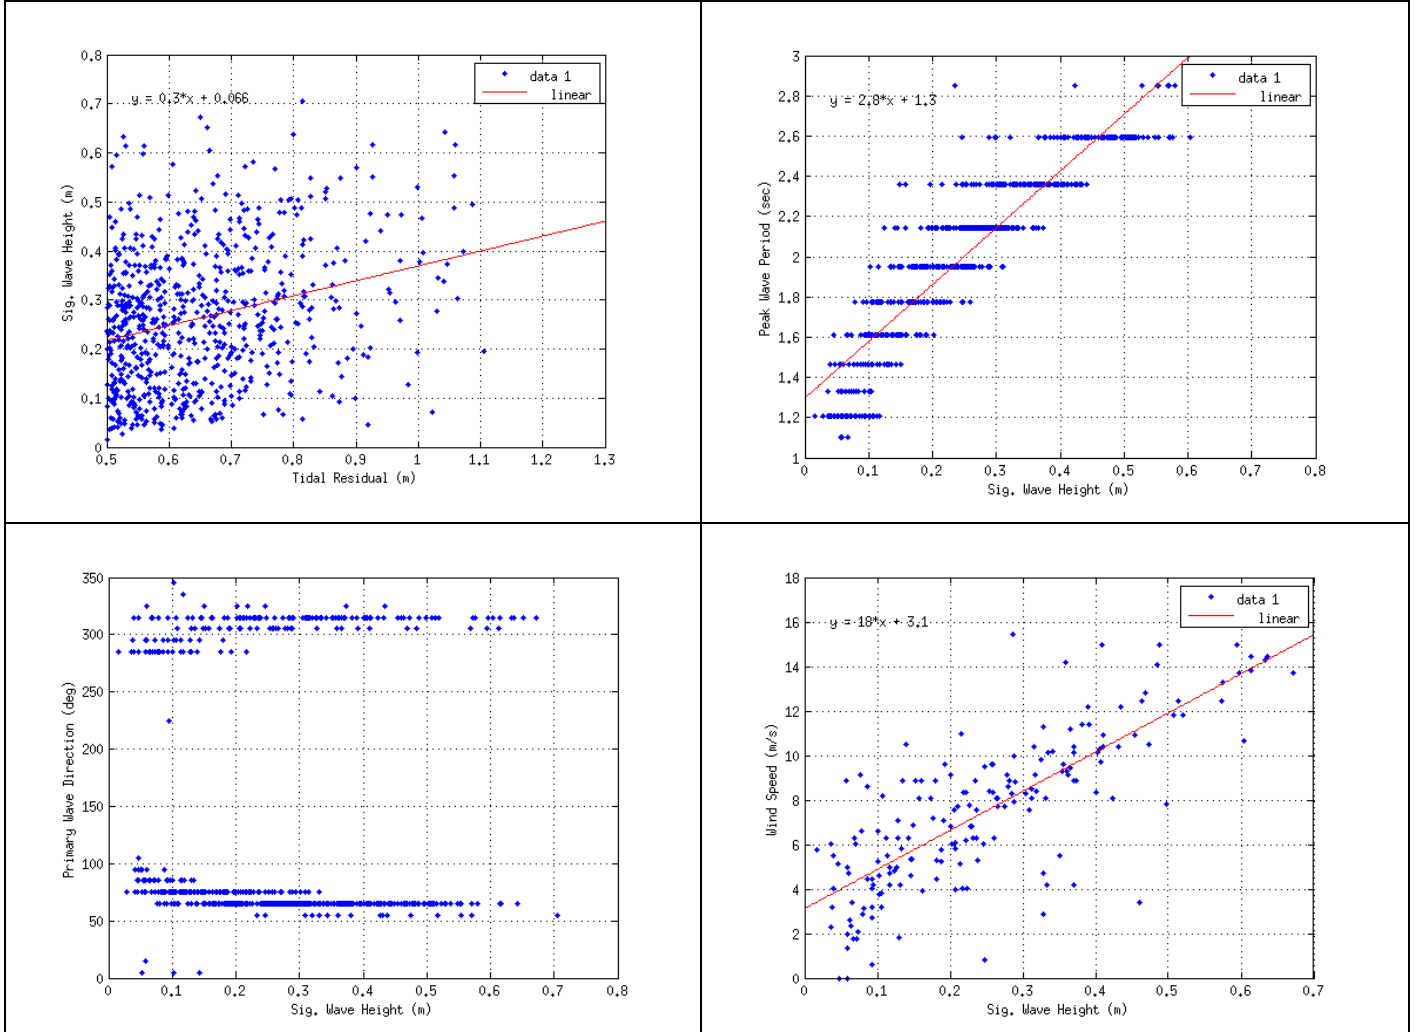 0.8
0.7
0.6
0.5
0.4
0.3
0.2
0.1
0
Sig. Wave Height (m)
y = 0.3*x + 0.066
data 1
linear
0.5 0.6 0.7 0.8 0.9 1 1.1 1.2 1.3
Tidal Residual (m)
3
2.8
2.6
2.4
2.2
2
1.8
1.6
1.4
1.2
1
Peak Wave Period (sec)
y = 2.8*x + 1.3
data 1
linear
0 0.1 0.2 0.3 0.4 0.5 0.6 0.7 0.8
Sig. Wave Height (m)
350
300
250
200
150
100
50
0
Primary Wave Direction (deg)
0 0.1 0.2 0.3 0.4 0.5 0.6 0.7 0.8
Sig. Wave Height (m)
18
16
14
12
10
8
6
4
2
0
Wind Speed (m/s)
y = 18*x + 3.1
data 1
linear
0 0.1 0.2 0.3 0.4 0.5 0.6 0.7
Sig. Wave Height (m)